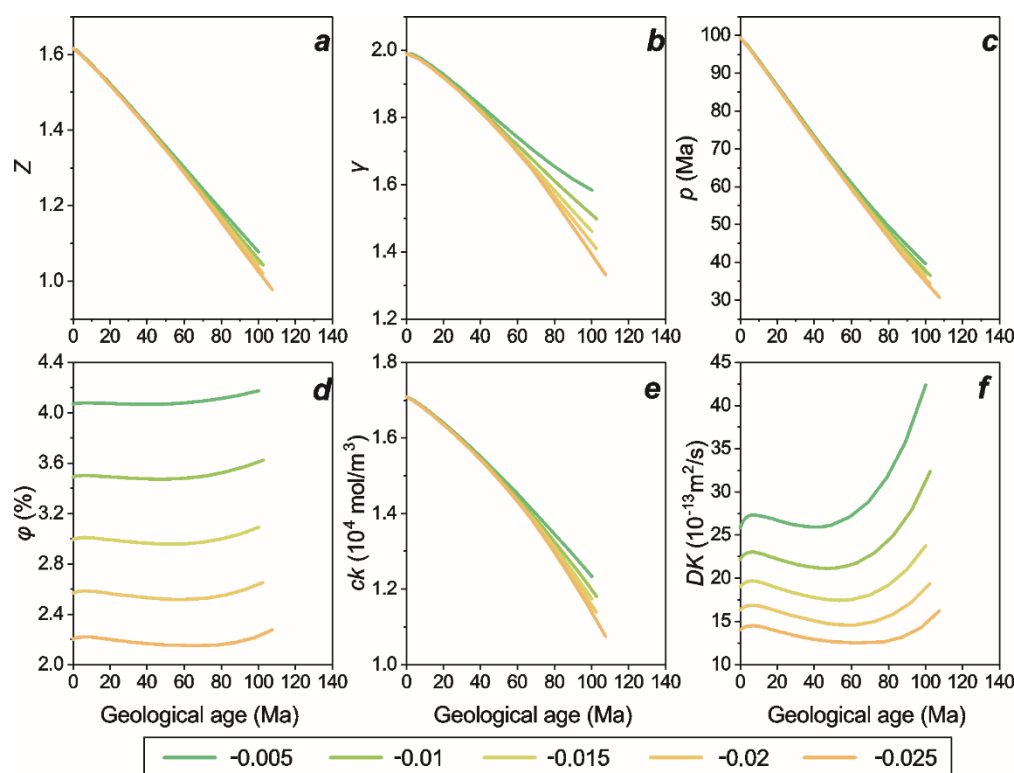 a
1.6
1.4
1.2
1.0
Z
0 20 40 60 80 100 120 140
b
2.0
1.8
1.6
1.4
1.2
γ
0 20 40 60 80 100 120 140
c
100
90
80
70
60
50
40
30
p (Ma)
0 20 40 60 80 100 120 140
d
4.4
4.0
3.6
3.2
2.8
2.4
2.0
φ (%)
0 20 40 60 80 100 120 140
Geological age (Ma)
e
1.8
1.6
1.4
1.2
1.0
ck (10⁴ mol/m³)
0 20 40 60 80 100 120 140
Geological age (Ma)
f
45
40
35
30
25
20
15
10
DK (10⁻¹³m²/s)
0 20 40 60 80 100 120 140
Geological age (Ma)
-0.005 -0.01 -0.015 -0.02 -0.025